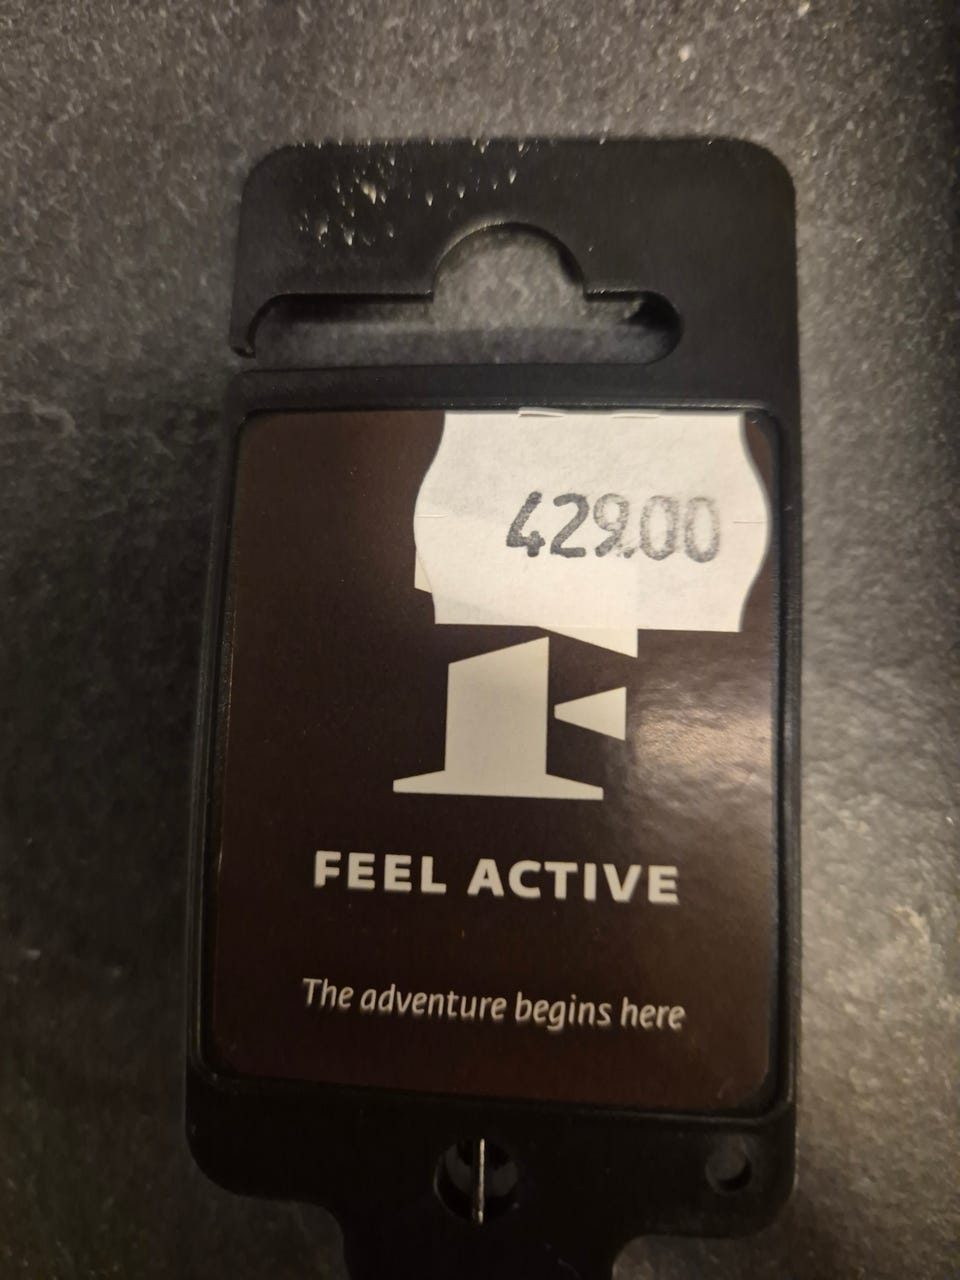 429.00
F
FEEL ACTIVE
The adventure begins here